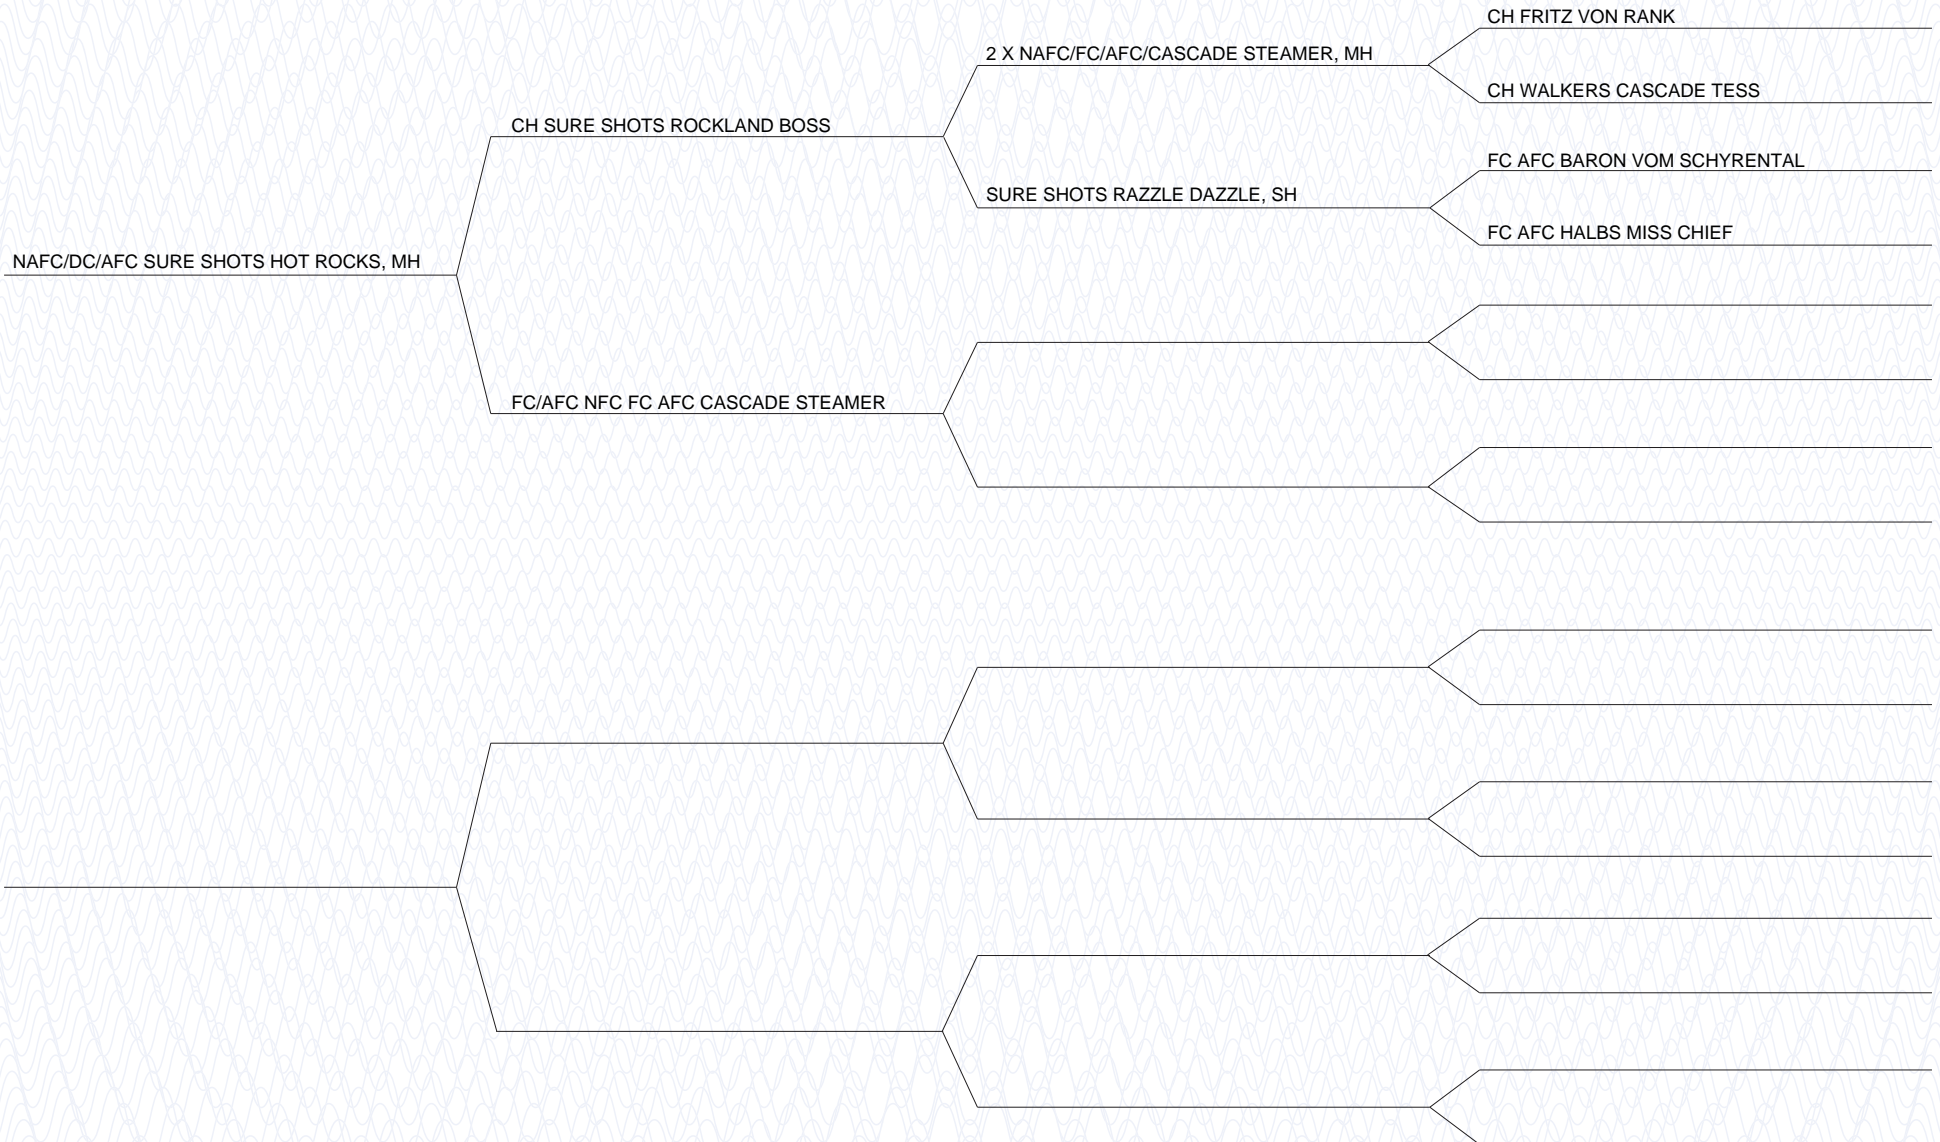 CH FRITZ VON RANK
2 X NAFC/FC/AFC/CASCADE STEAMER, MH
CH WALKERS CASCADE TESS
CH SURE SHOTS ROCKLAND BOSS
FC AFC BARON VOM SCHYRENTAL
SURE SHOTS RAZZLE DAZZLE, SH
FC AFC HALBS MISS CHIEF
NAFC/DC/AFC SURE SHOTS HOT ROCKS, MH
FC/AFC NFC FC AFC CASCADE STEAMER